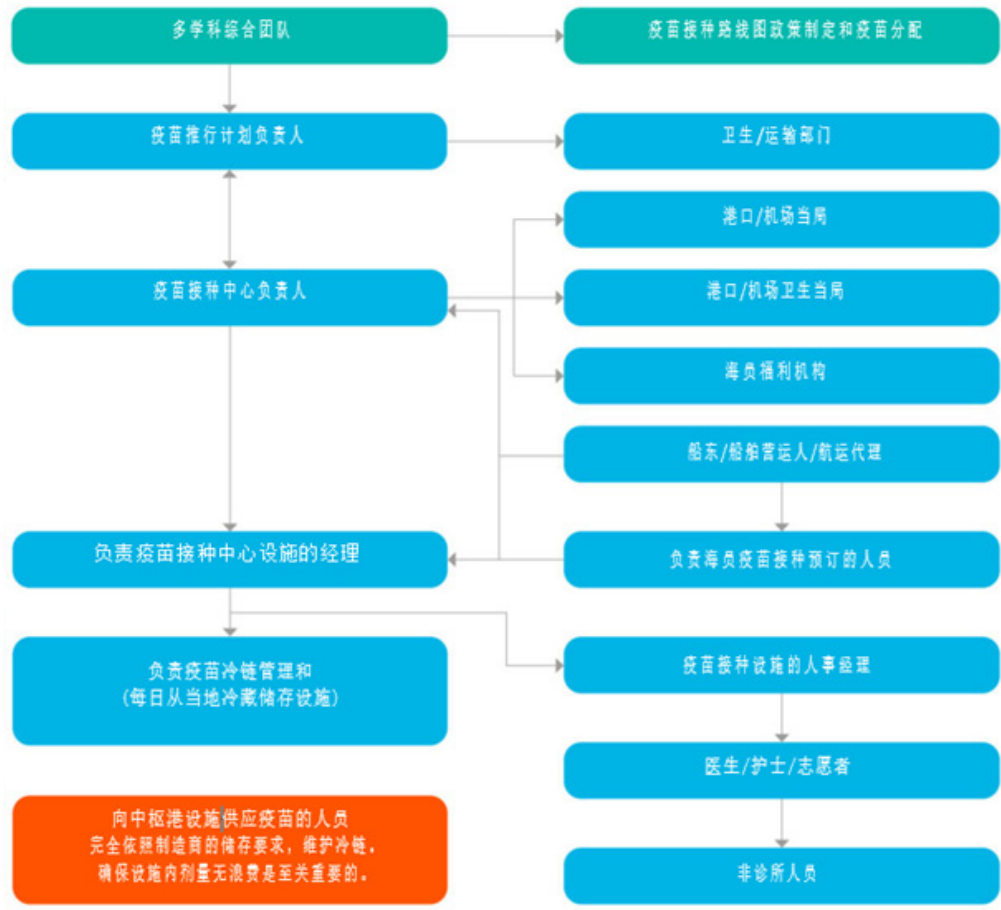 多学科综合团队
疫苗接种路线图政策制定和疫苗分配
疫苗推行计划负责人
卫生/运输部门
港口/机场当局
疫苗接种中心负责人
港口/机场卫生当局
海员福利机构
船东/船舶营运人/航运代理
负责疫苗接种中心设施的经理
负责海员疫苗接种预订的人员
负责疫苗冷链管理和
(每日从当地冷藏储存设施)
疫苗接种设施的人事经理
医生/护士/志愿者
向中枢港设施供应疫苗的人员
完全依照制造商的储存要求，维护冷链。
确保设施内剂量无浪费是至关重要的。
非诊所人员